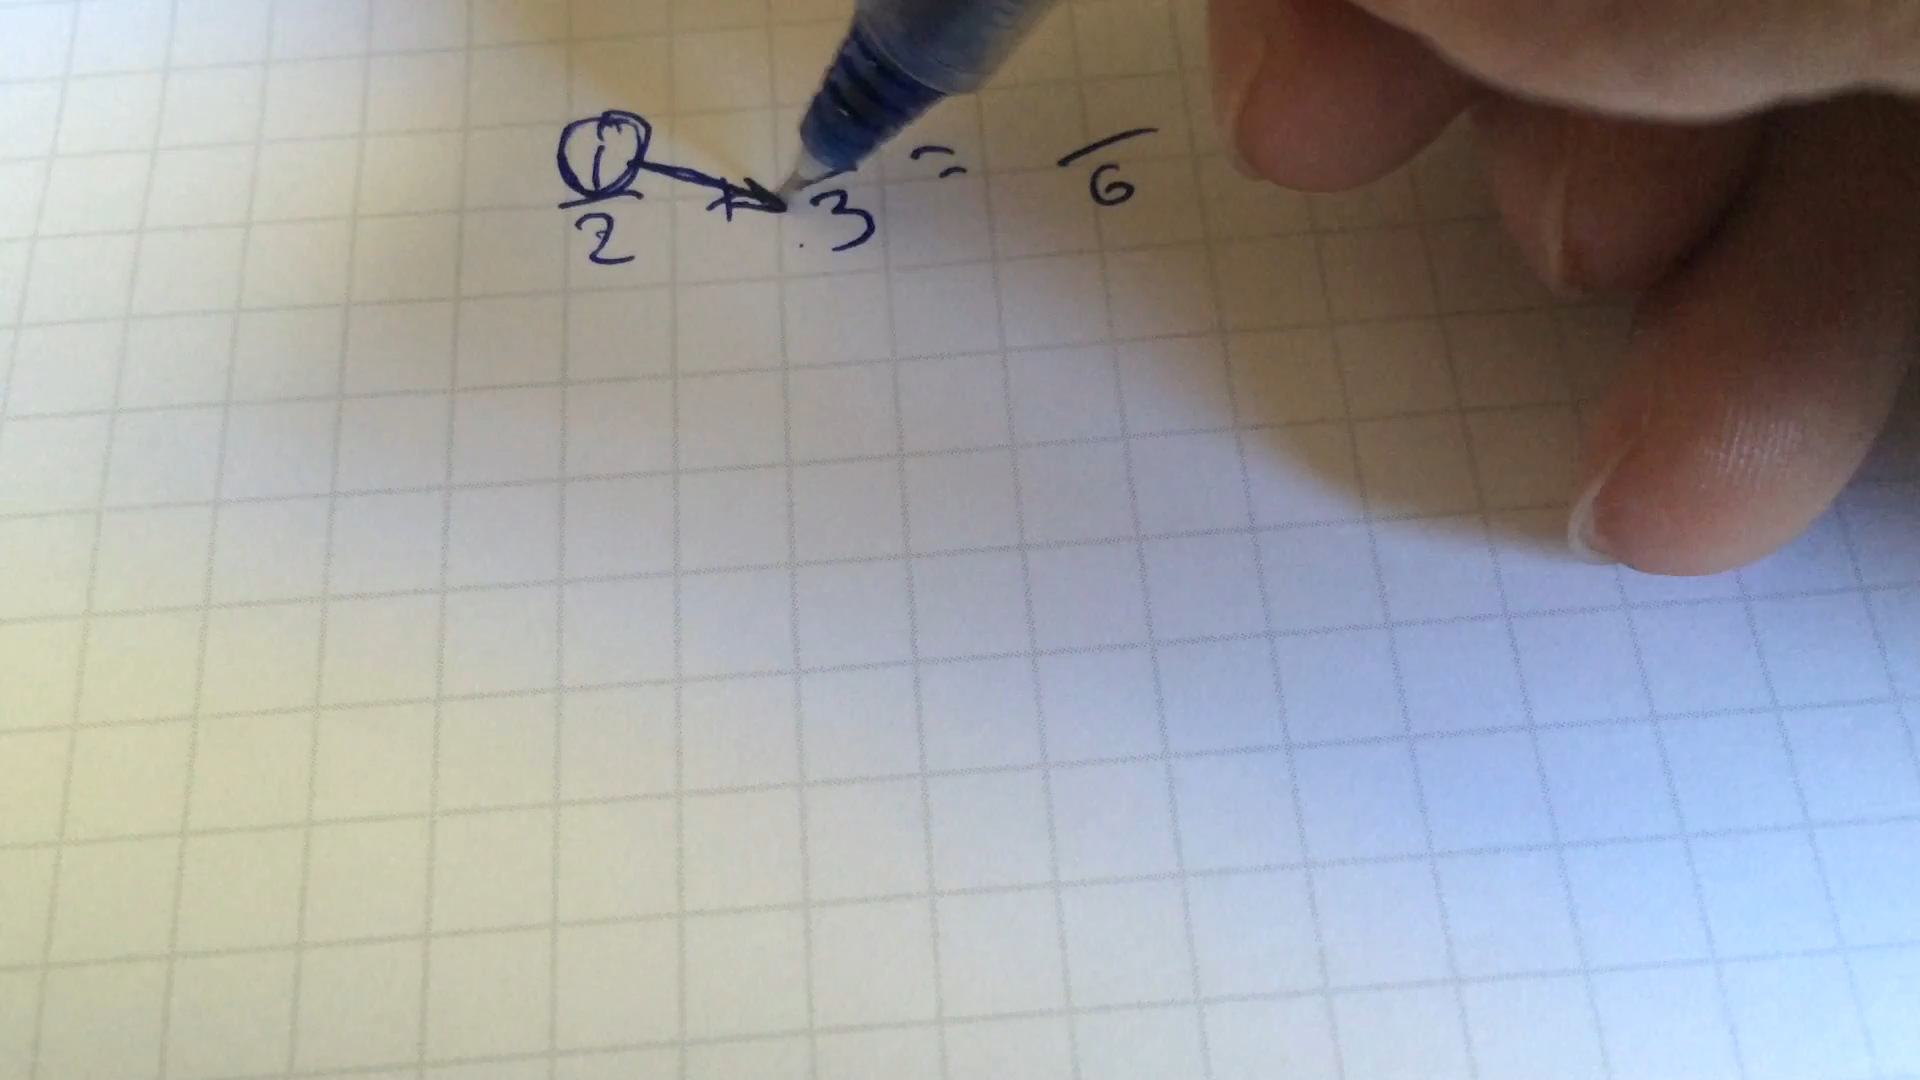 1/2 + /3 = /6